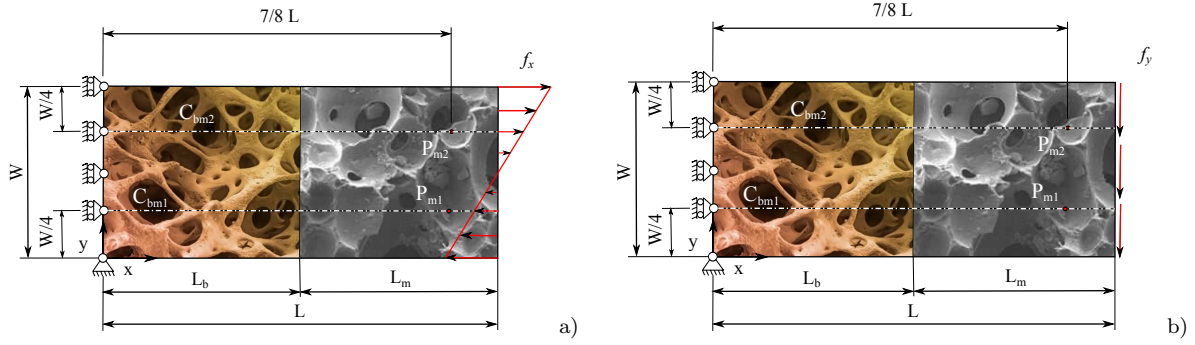 7/8 L
f_x
W/4
C_bm2
P_m2
W
C_bm1
P_m1
W/4
y
x
L_b
L_m
L
a)
7/8 L
f_y
W/4
C_bm2
P_m2
W
C_bm1
P_m1
W/4
y
x
L_b
L_m
L
b)